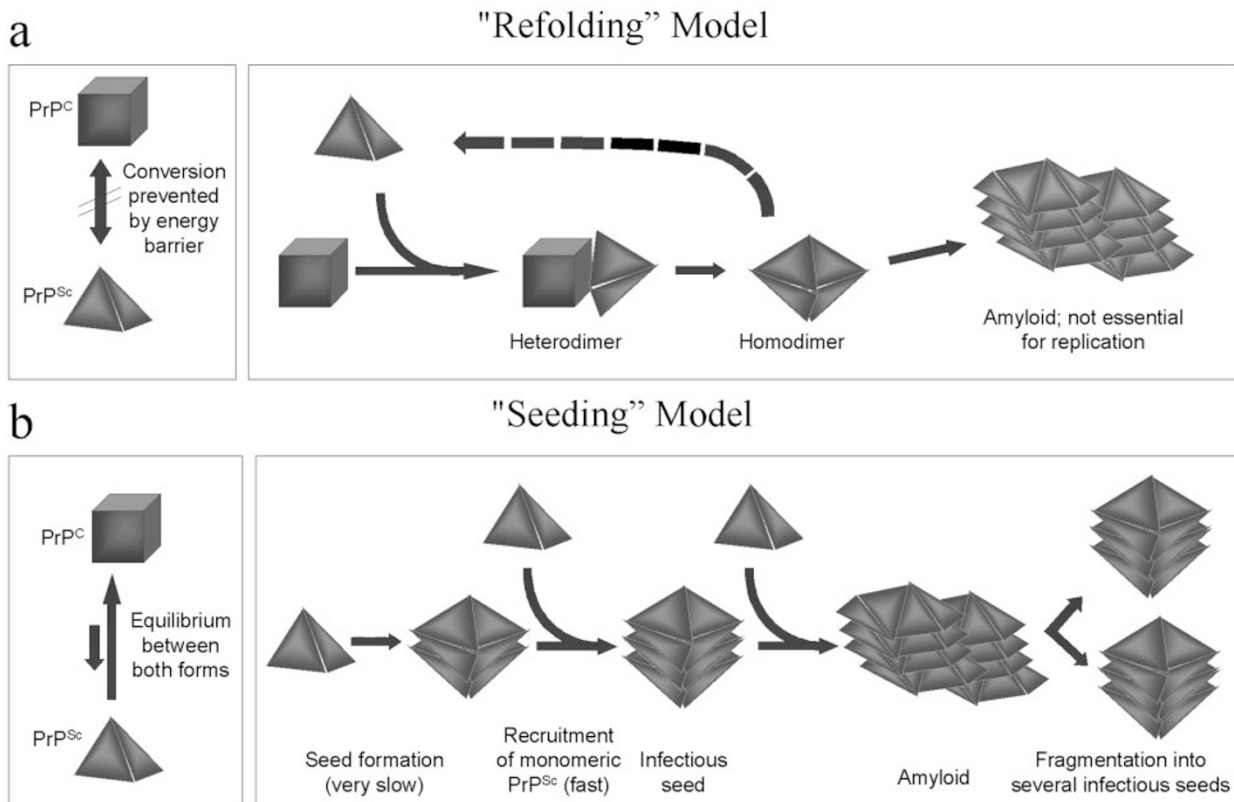 a
"Refolding” Model
PrPᶜ
Conversion
prevented
by energy
barrier
PrPˢᶜ
Heterodimer
Homodimer
Amyloid; not essential
for replication
b
"Seeding” Model
PrPᶜ
Equilibrium
between
both forms
PrPˢᶜ
Seed formation
(very slow)
Recruitment
of monomeric
PrPˢᶜ (fast)
Infectious
seed
Amyloid
Fragmentation into
several infectious seeds